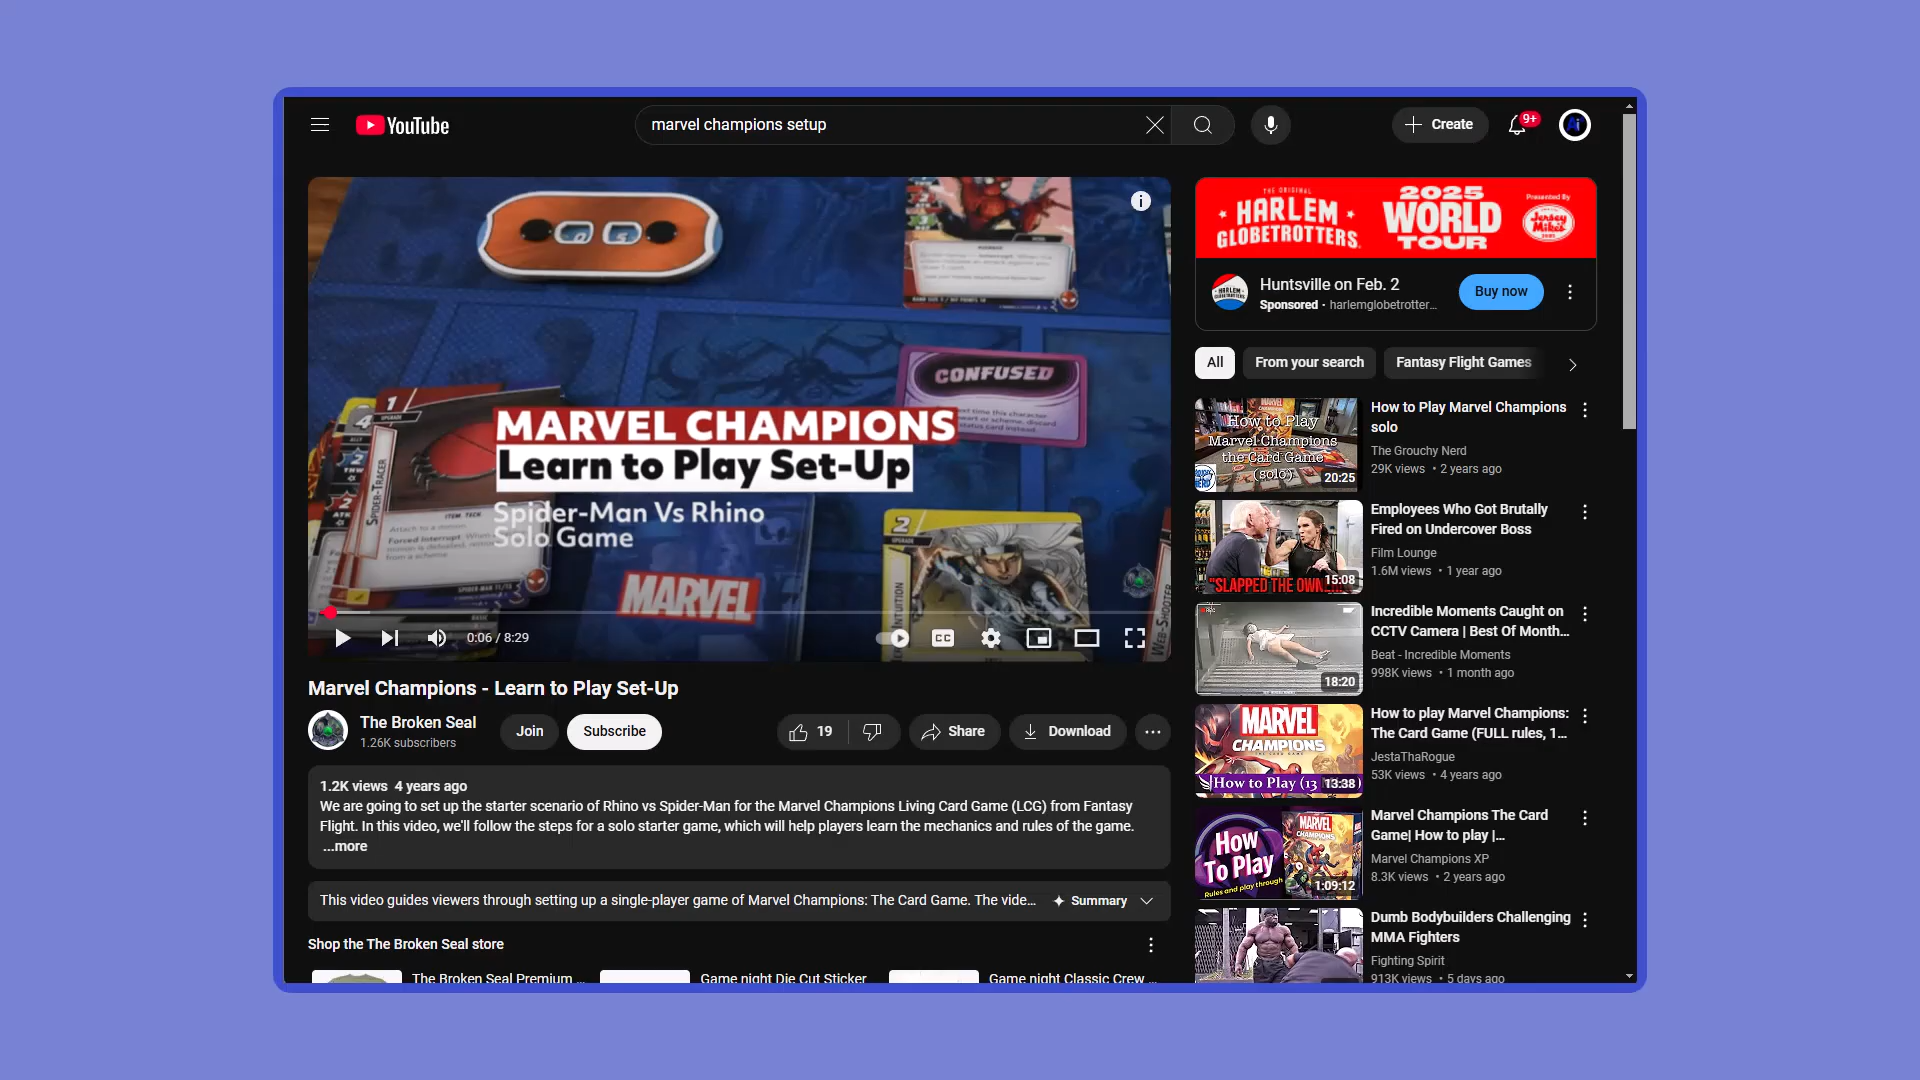 YouTube
marvel champions setup
Create
9+
CONFUSED
MARVEL CHAMPIONS
Learn to Play Set-Up
Spider-Man Vs Rhino
Solo Game
MARVEL
0:06 / 8:29
CC
Marvel Champions - Learn to Play Set-Up
The Broken Seal
1.26K subscribers
Join
Subscribe
19
Share
Download
1.2K views 4 years ago
We are going to set up the starter scenario of Rhino vs Spider-Man for the Marvel Champions Living Card Game (LCG) from Fantasy
Flight. In this video, we'll follow the steps for a solo starter game, which will help players learn the mechanics and rules of the game.
...more
This video guides viewers through setting up a single-player game of Marvel Champions: The Card Game. The vide...
Summary
Shop the The Broken Seal store
The Broken Seal Premium ...
Game night Die Cut Sticker
Game night Classic Crew ...
THE ORIGINAL
HARLEM
GLOBETROTTERS
2025
WORLD
TOUR
Presented By
Jersey
Mike's
Huntsville on Feb. 2
Sponsored · harlemglobetrotter...
Buy now
All
From your search
Fantasy Flight Games
How to Play
Marvel Champions
the Card Game
(solo)
20:25
How to Play Marvel Champions
solo
The Grouchy Nerd
29K views • 2 years ago
"SLAPPED THE OWN...
15:08
Employees Who Got Brutally
Fired on Undercover Boss
Film Lounge
1.6M views • 1 year ago
18:20
Incredible Moments Caught on
CCTV Camera | Best Of Month...
Beat - Incredible Moments
998K views • 1 month ago
MARVEL
CHAMPIONS
How to Play (13
13:38
How to play Marvel Champions:
The Card Game (FULL rules, 1...
JestaThaRogue
53K views • 4 years ago
How
To Play
Rules and play through
MARVEL
CHAMPIONS
1:09:12
Marvel Champions The Card
Game| How to play |...
Marvel Champions XP
8.3K views • 2 years ago
Dumb Bodybuilders Challenging
MMA Fighters
Fighting Spirit
913K views • 5 days ago